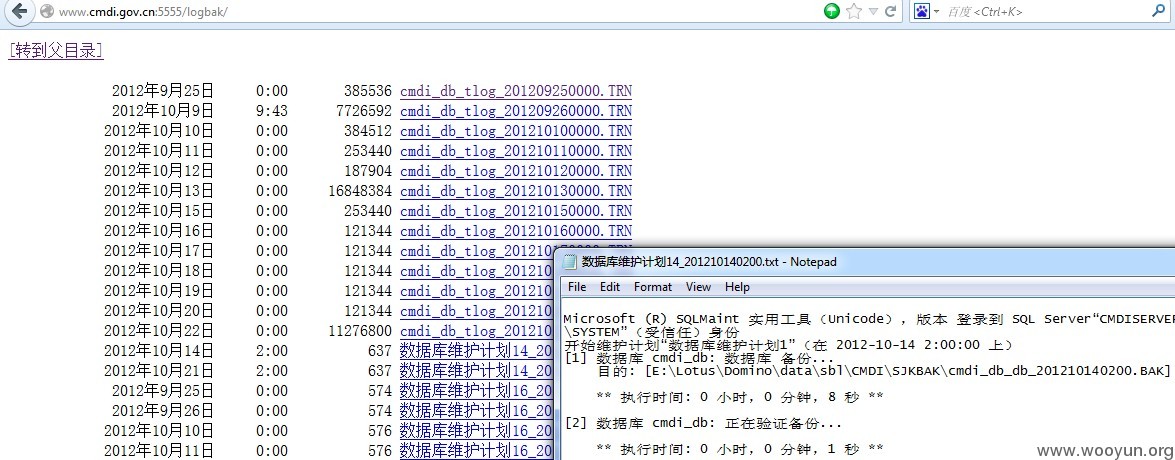 www.cmdi.gov.cn:5555/logbak/
百度 <Ctrl+K>
[转到父目录]
2012年9月25日 0:00 385536 cmdi_db_tlog_201209250000.TRN
2012年10月9日 9:43 7726592 cmdi_db_tlog_201209260000.TRN
2012年10月10日 0:00 384512 cmdi_db_tlog_201210100000.TRN
2012年10月11日 0:00 253440 cmdi_db_tlog_201210110000.TRN
2012年10月12日 0:00 187904 cmdi_db_tlog_201210120000.TRN
2012年10月13日 0:00 16848384 cmdi_db_tlog_201210130000.TRN
2012年10月15日 0:00 253440 cmdi_db_tlog_201210150000.TRN
2012年10月16日 0:00 121344 cmdi_db_tlog_201210160000.TRN
2012年10月17日 0:00 121344 cmdi_db_tlog_201210170000.TRN
2012年10月18日 0:00 121344 cmdi_db_tlog_20121
2012年10月19日 0:00 121344 cmdi_db_tlog_20121
2012年10月20日 0:00 121344 cmdi_db_tlog_20121
2012年10月22日 0:00 11276800 cmdi_db_tlog_20121
2012年10月14日 2:00 637 数据库维护计划14_20
2012年10月21日 2:00 637 数据库维护计划14_20
2012年9月25日 0:00 574 数据库维护计划16_20
2012年9月26日 0:00 574 数据库维护计划16_20
2012年10月10日 0:00 576 数据库维护计划16_20
2012年10月11日 0:00 576 数据库维护计划16_20
数据库维护计划14_201210140200.txt - Notepad
File Edit Format View Help
Microsoft (R) SQLMaint 实用工具（Unicode），版本 登录到 SQL Server“CMDISERVER
\SYSTEM”（受信任）身份
开始维护计划“数据库维护计划1”（在 2012-10-14 2:00:00 上）
[1] 数据库 cmdi_db: 数据库 备份...
目的: [E:\Lotus\Domino\data\sbl\CMDI\SJKBAK\cmdi_db_db_201210140200.BAK]
** 执行时间: 0 小时, 0 分钟, 8 秒 **
[2] 数据库 cmdi_db: 正在验证备份...
** 执行时间: 0 小时, 0 分钟, 1 秒 **
www.wooyun.org